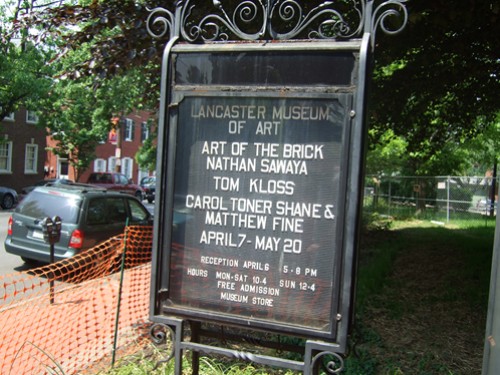 LANCASTER MUSEUM
OF ART
ART OF THE BRICK
NATHAN SAWAYA
TOM KLOSS
CAROL TONER SHANE &
MATTHEW FINE
APRIL 7 - MAY 20
RECEPTION APRIL 6 5-8 PM
HOURS MON-SAT 10-4 SUN 12-4
FREE ADMISSION
MUSEUM STORE